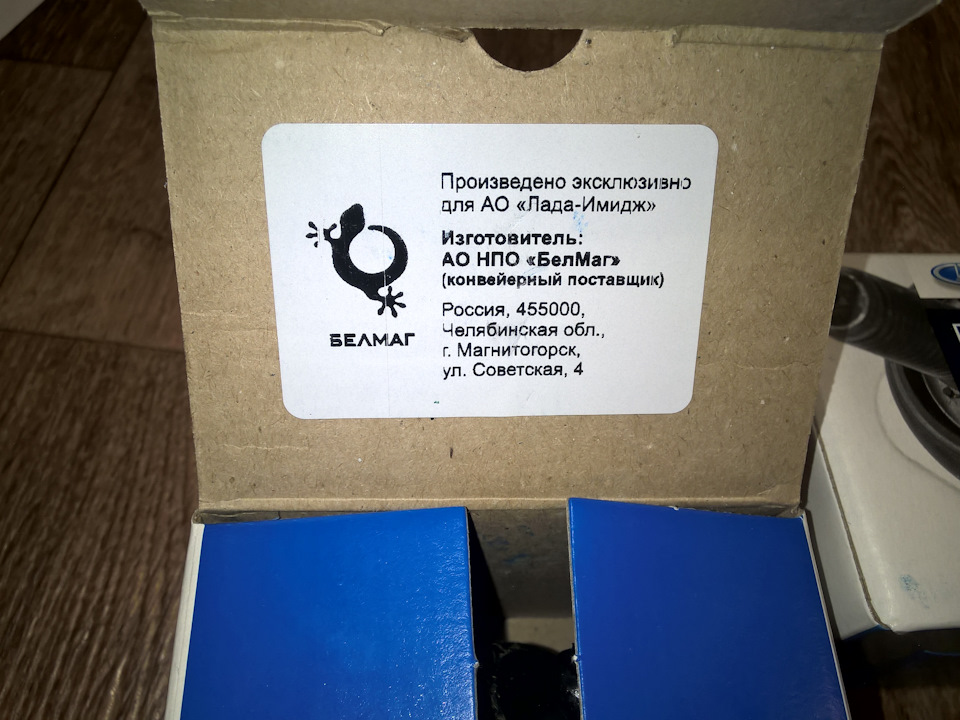 Произведено эксклюзивно
для АО «Лада-Имидж»
Изготовитель:
АО НПО «БелМаг»
(конвейерный поставщик)
Россия, 455000,
Челябинская обл.,
г. Магнитогорск,
ул. Советская, 4
БЕЛМАГ